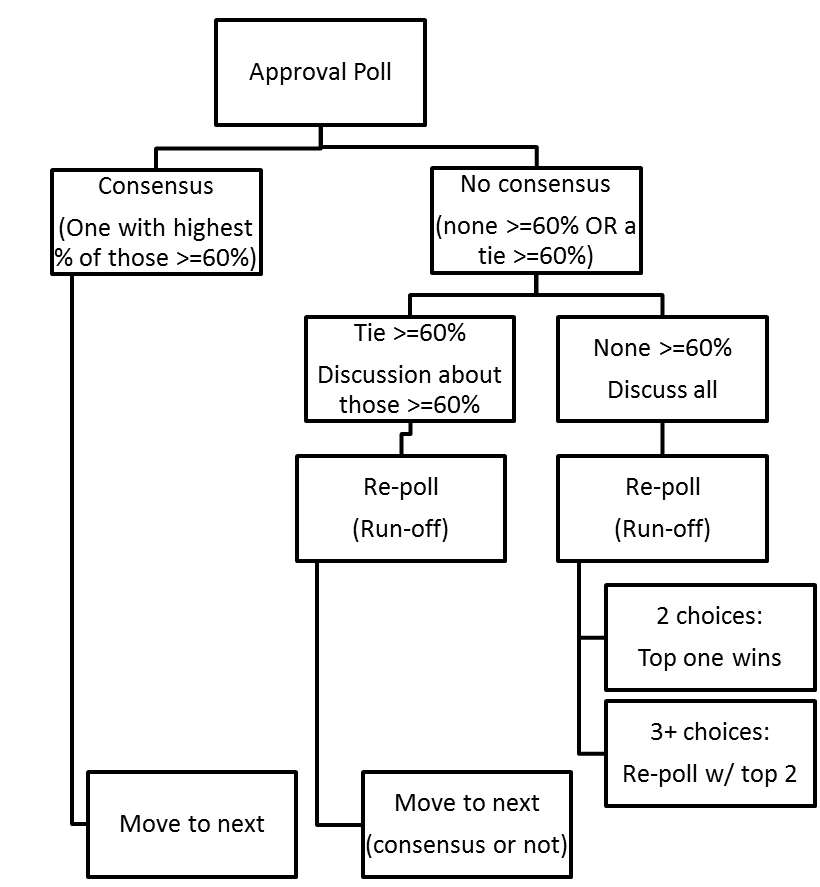 Approval Poll
Consensus
(One with highest
% of those >=60%)
No consensus
(none >=60% OR a
tie >=60%)
Tie >=60%
Discussion about
those >=60%
None >=60%
Discuss all
Re-poll
(Run-off)
Re-poll
(Run-off)
2 choices:
Top one wins
3+ choices:
Re-poll w/ top 2
Move to next
Move to next
(consensus or not)